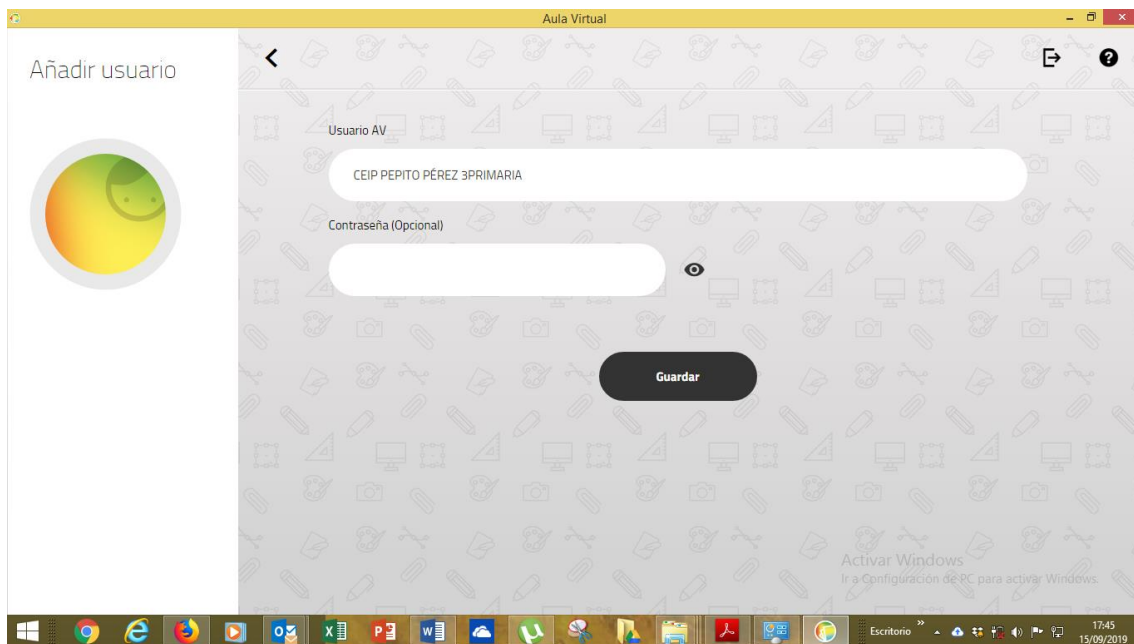 Aula Virtual
Añadir usuario
Usuario AV
CEIP PEPITO PÉREZ 3PRIMARIA
Contraseña (Opcional)
Guardar
Activar Windows
Ir a Configuración de PC para activar Windows.
Escritorio
17:45
15/09/2019